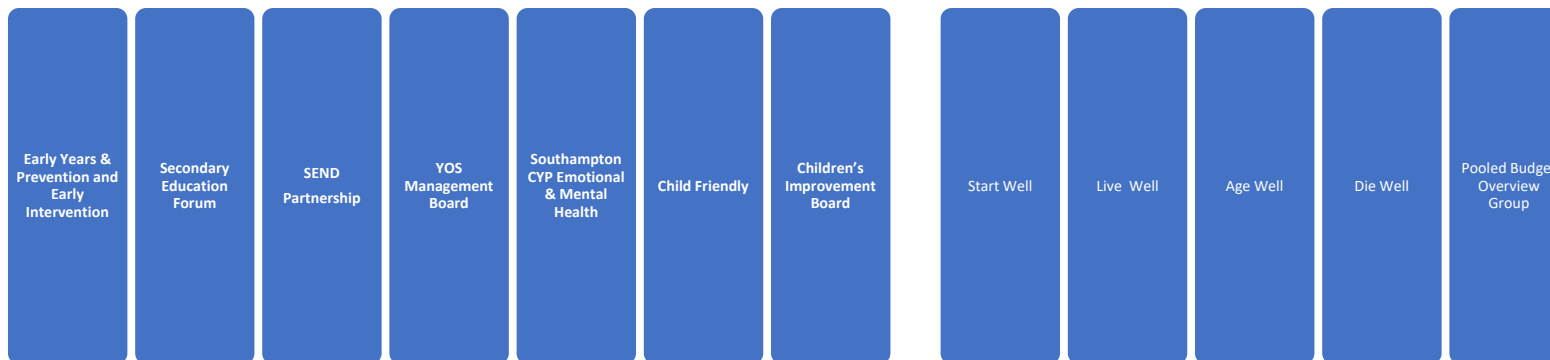 Early Years &
Prevention and
Early
Intervention
Secondary
Education
Forum
SEND
Partnership
YOS
Management
Board
Southampton
CYP Emotional
& Mental
Health
Child Friendly
Children’s
Improvement
Board
Start Well
Live  Well
Age Well
Die Well
Pooled Budge
Overview
Group